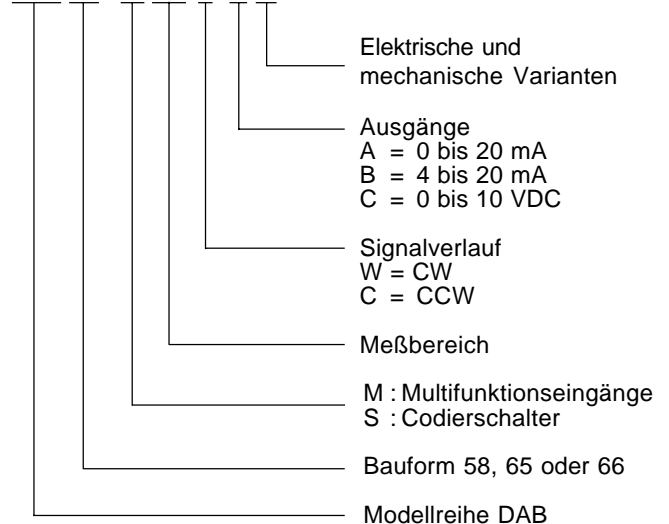 Elektrische und
mechanische Varianten
Ausgänge
A = 0 bis 20 mA
B = 4 bis 20 mA
C = 0 bis 10 VDC
Signalverlauf
W = CW
C = CCW
Meßbereich
M : Multifunktionseingänge
S : Codierschalter
Bauform 58, 65 oder 66
Modellreihe DAB